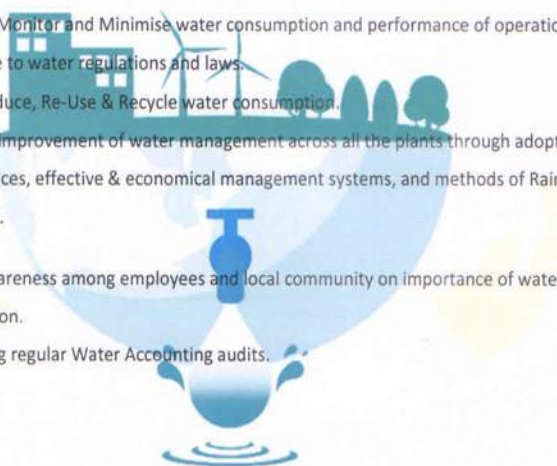 Monitor and Minimise water consumption and performance of operatio
e to water regulations and laws.
duce, Re-Use & Recycle water consumption.
improvement of water management across all the plants through adopt
ces, effective & economical management systems, and methods of Rain
.
areness among employees and local community on importance of wate
on.
g regular Water Accounting audits.